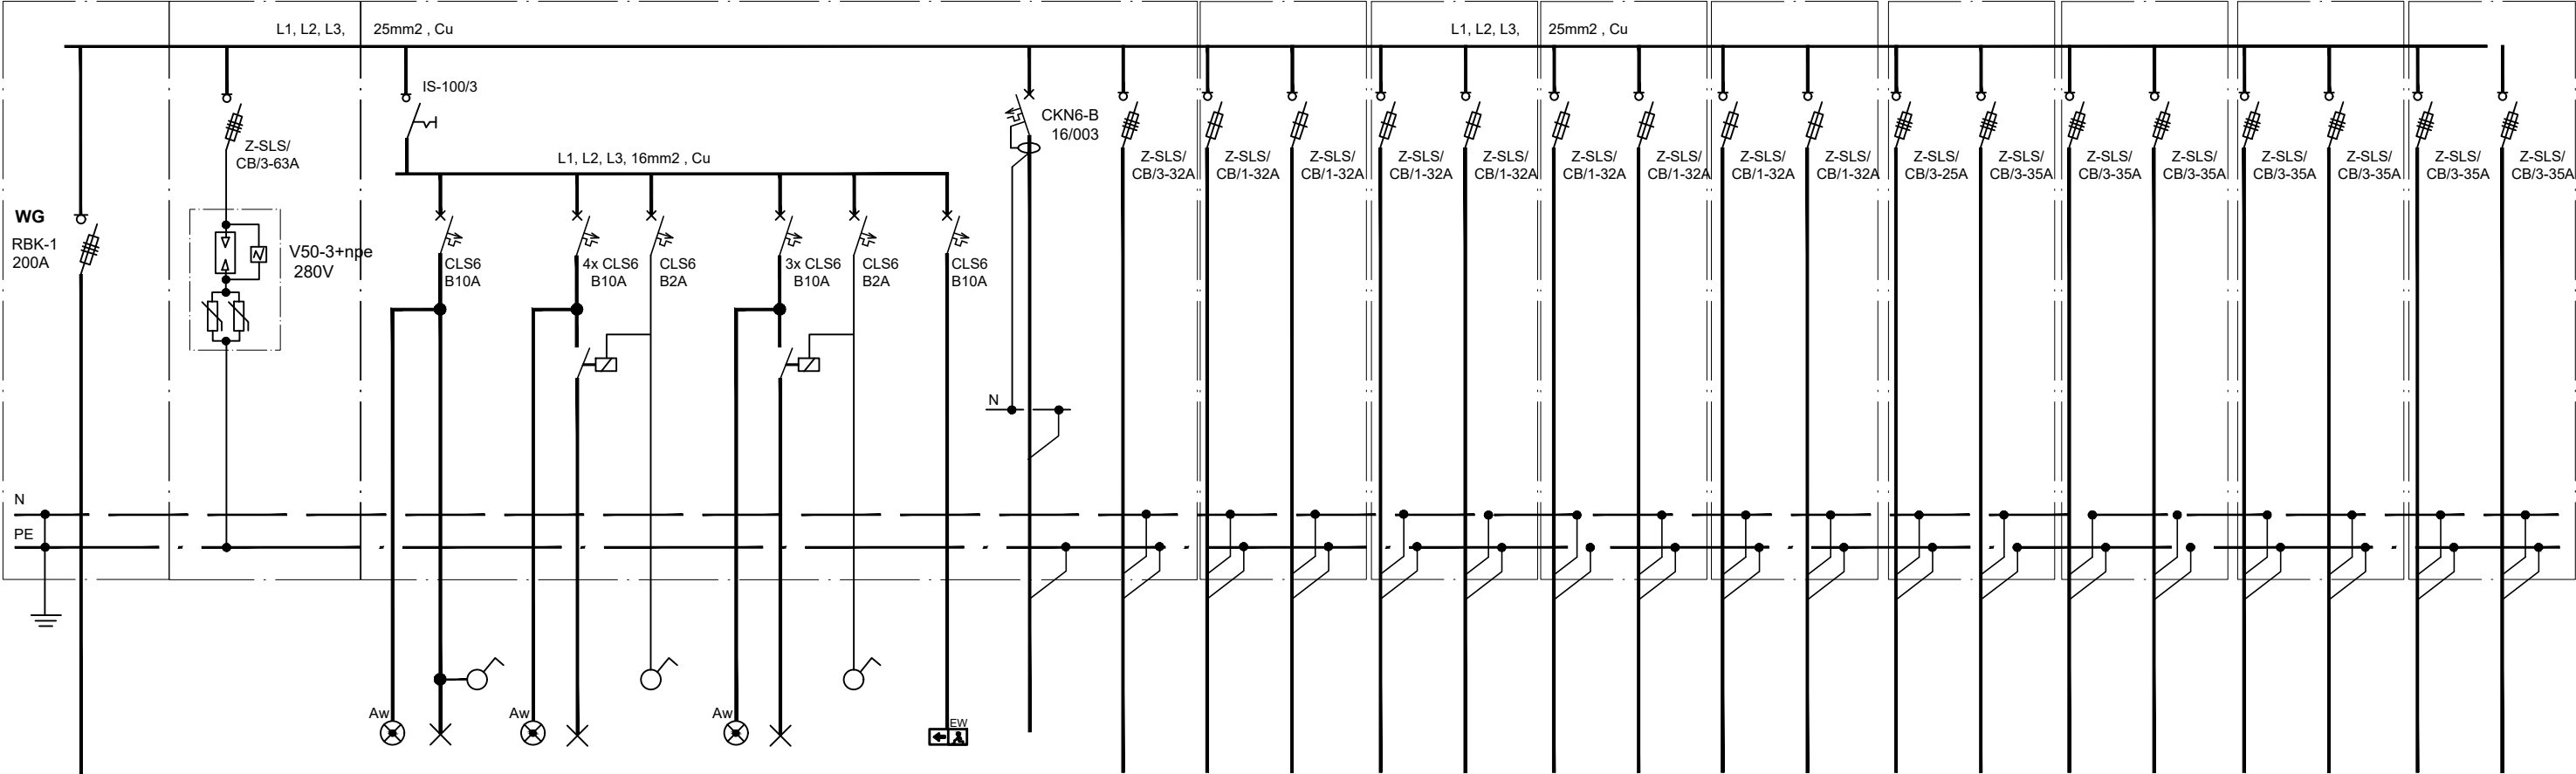 L1, L2, L3, 25mm2 , Cu
L1, L2, L3, 25mm2 , Cu
IS-100/3
Z-SLS/
CB/3-63A
L1, L2, L3, 16mm2 , Cu
CKN6-B
16/003
Z-SLS/
CB/3-32A
Z-SLS/
CB/1-32A
Z-SLS/
CB/1-32A
Z-SLS/
CB/1-32A
Z-SLS/
CB/1-32A
Z-SLS/
CB/1-32A
Z-SLS/
CB/1-32A
Z-SLS/
CB/1-32A
Z-SLS/
CB/1-32A
Z-SLS/
CB/3-25A
Z-SLS/
CB/3-35A
Z-SLS/
CB/3-35A
Z-SLS/
CB/3-35A
Z-SLS/
CB/3-35A
Z-SLS/
CB/3-35A
Z-SLS/
CB/3-35A
Z-SLS/
CB/3-35A
WG
RBK-1
200A
V50-3+npe
280V
CLS6
B10A
4x CLS6
B10A
CLS6
B2A
3x CLS6
B10A
CLS6
B2A
CLS6
B10A
N
N
PE
Aw
Aw
Aw
EW